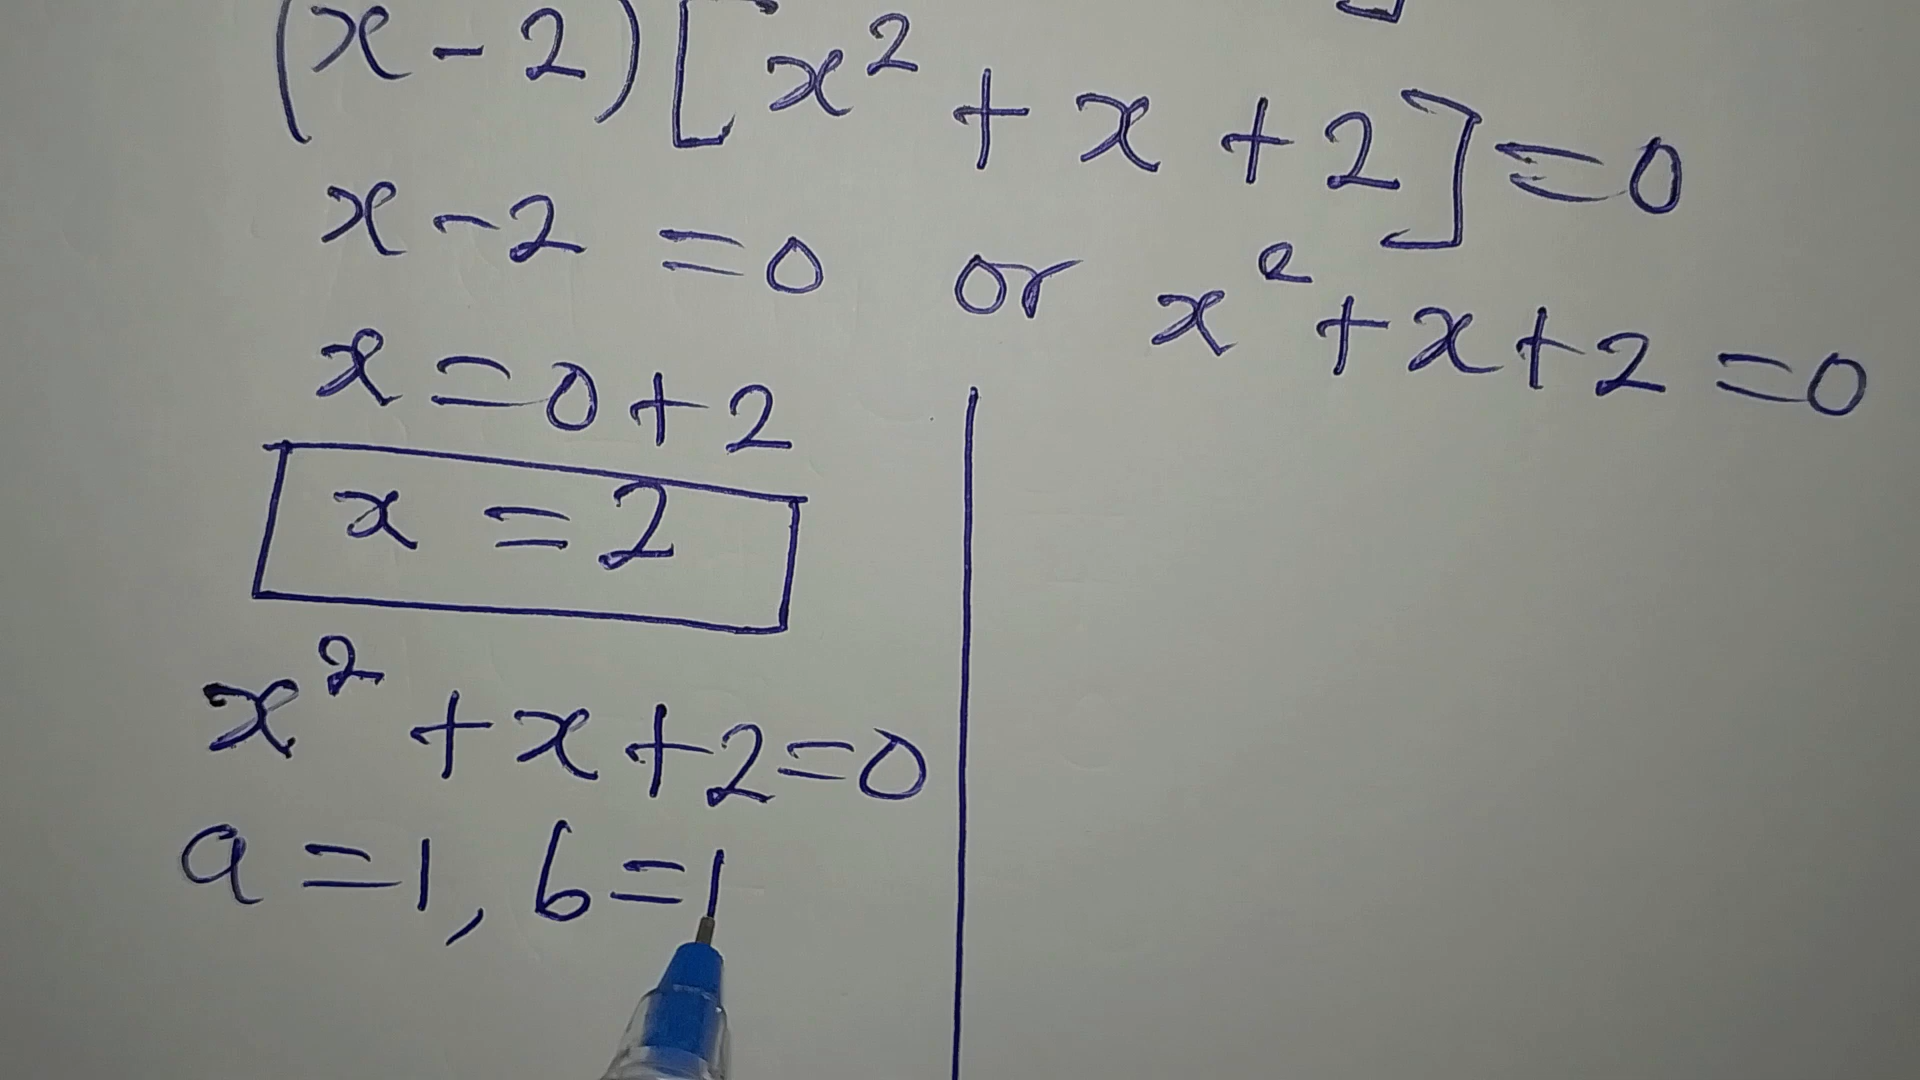 (x - 2) [x² + x + 2] = 0
x - 2 = 0 or x² + x + 2 = 0
x = 0 + 2
x = 2
x² + x + 2 = 0
a = 1, b = 1